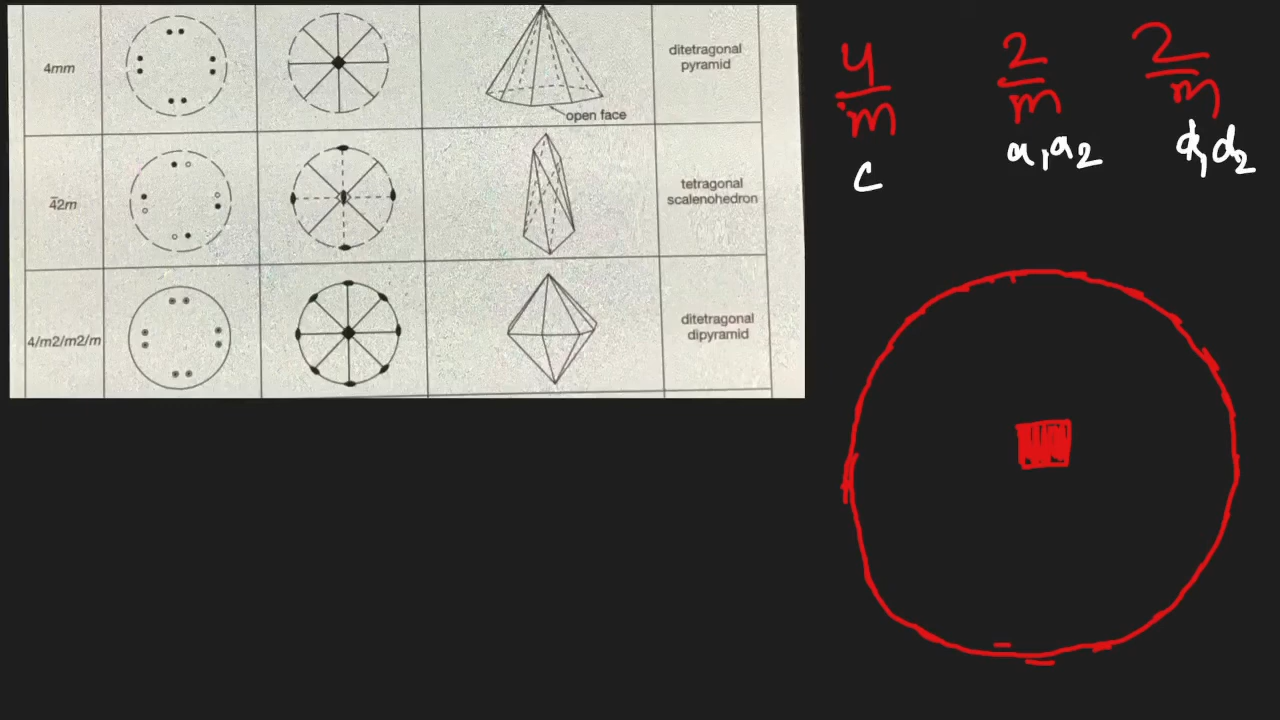 4mm
ditetragonal
pyramid
open face
4̄2m
tetragonal
scalenohedron
4/m2/m2/m
ditetragonal
dipyramid
4/m 2/m 2/m
c a1a2 d1d2